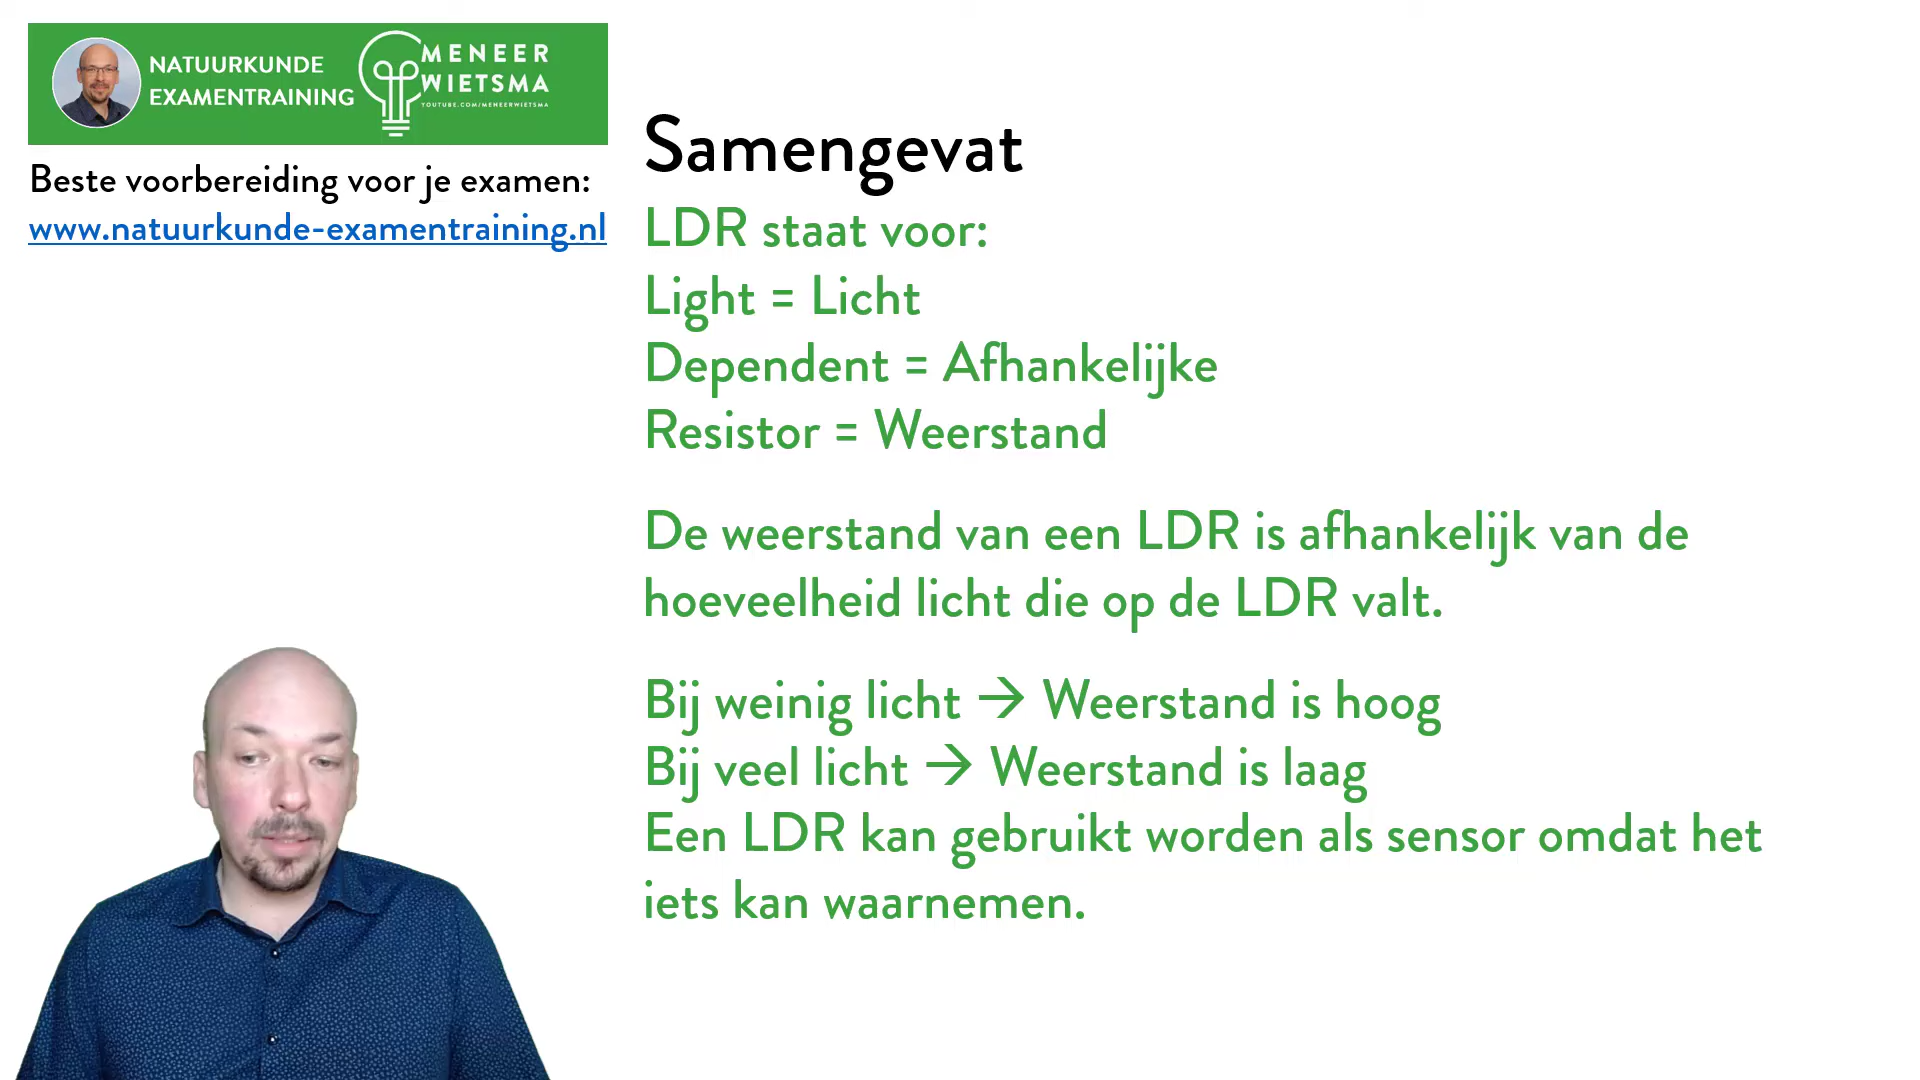 NATUURKUNDE
EXAMENTRAINING
MENEER
WIETSMA
YOUTUBE.COM/MENEERWIETSMA
Beste voorbereiding voor je examen:
www.natuurkunde-examentraining.nl
Samengevat
LDR staat voor:
Light = Licht
Dependent = Afhankelijke
Resistor = Weerstand
De weerstand van een LDR is afhankelijk van de
hoeveelheid licht die op de LDR valt.
Bij weinig licht → Weerstand is hoog
Bij veel licht → Weerstand is laag
Een LDR kan gebruikt worden als sensor omdat het
iets kan waarnemen.